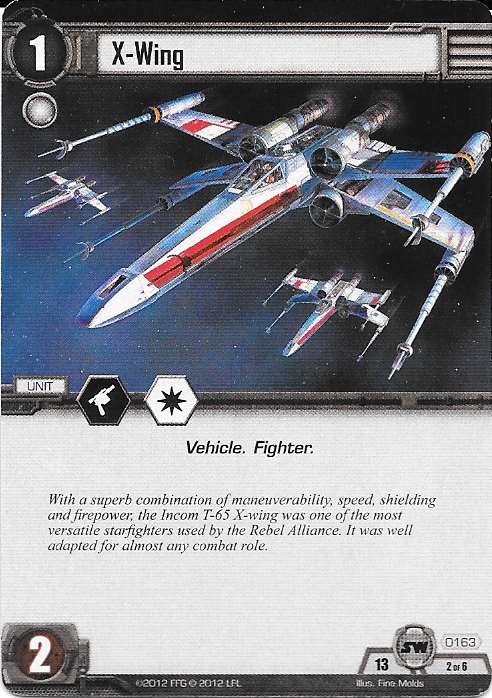 1
X-Wing
UNIT
Vehicle. Fighter.
With a superb combination of maneuverability, speed, shielding
and firepower, the Incom T-65 X-wing was one of the most
versatile starfighters used by the Rebel Alliance. It was well
adapted for almost any combat role.
2
SW
0163
13
2 of 6
©2012 FFG © 2012 LFL
Illus. Fine Molds